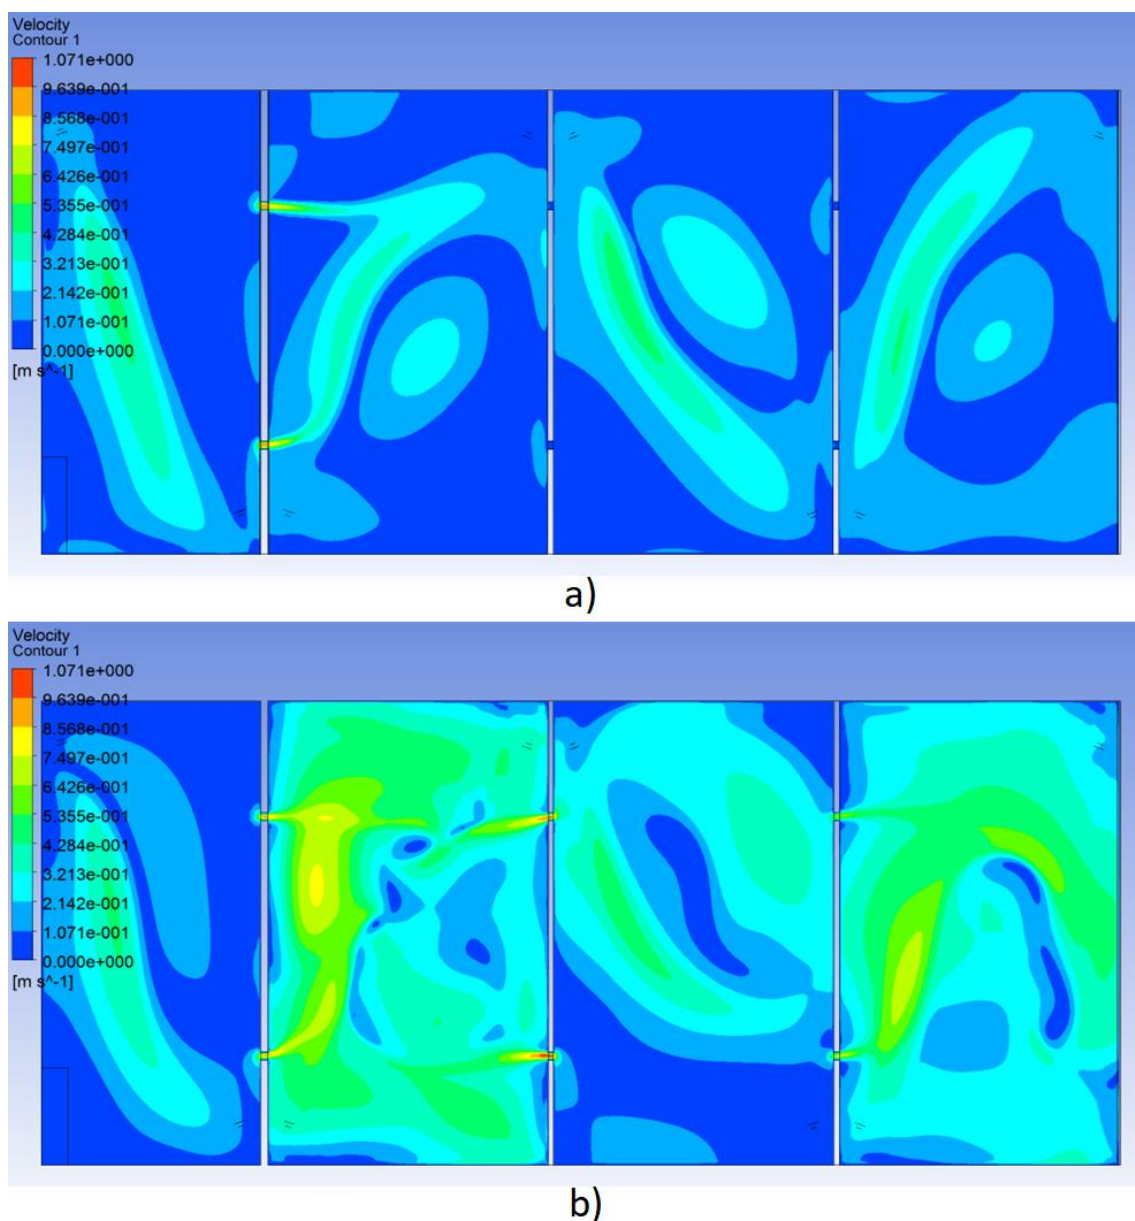 Velocity
Contour 1
1.071e+000
9.639e-001
8.568e-001
7.497e-001
6.426e-001
5.355e-001
4.284e-001
3.213e-001
2.142e-001
1.071e-001
0.000e+000
[m s^-1]
a)
Velocity
Contour 1
1.071e+000
9.639e-001
8.568e-001
7.497e-001
6.426e-001
5.355e-001
4.284e-001
3.213e-001
2.142e-001
1.071e-001
0.000e+000
[m s^-1]
b)